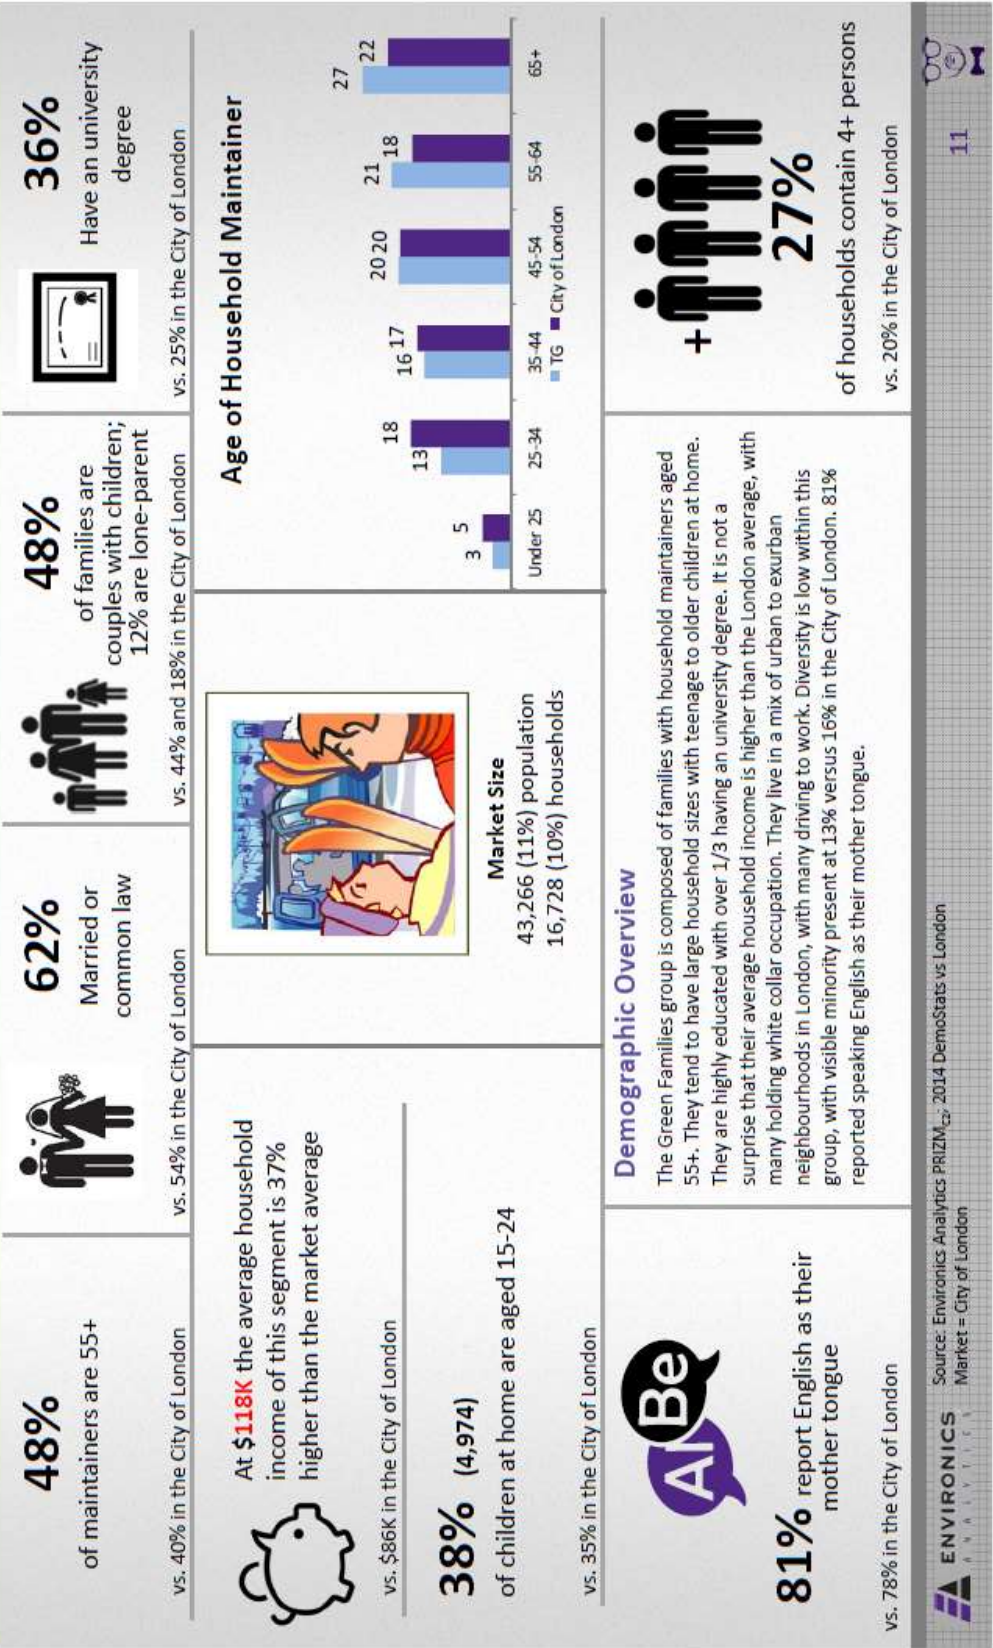 48%
of maintainers are 55+
vs. 40% in the City of London
62%
Married or
common law
vs. 54% in the City of London
48%
of families are
couples with children;
12% are lone-parent
vs. 44% and 18% in the City of London
36%
Have an university
degree
vs. 25% in the City of London
At $118K the average household
income of this segment is 37%
higher than the market average
vs. $86K in the City of London
38% (4,974)
of children at home are aged 15-24
vs. 35% in the City of London
Market Size
43,266 (11%) population
16,728 (10%) households
Age of Household Maintainer
3 5 13 18 16 17 20 20 21 18 27 22
Under 25 25-34 35-44 45-54 55-64 65+
TG City of London
AI Be
81% report English as their
mother tongue
vs. 78% in the City of London
Demographic Overview
The Green Families group is composed of families with household maintainers aged
55+. They tend to have large household sizes with teenage to older children at home.
They are highly educated with over 1/3 having an university degree. It is not a
surprise that their average household income is higher than the London average, with
many holding white collar occupation. They live in a mix of urban to exurban
neighbourhoods in London, with many driving to work. Diversity is low within this
group, with visible minority present at 13% versus 16% in the City of London. 81%
reported speaking English as their mother tongue.
+
27%
of households contain 4+ persons
vs. 20% in the City of London
ENVIRONICS
ANALYTICS
Source: Environics Analytics PRIZMC2; 2014 DemoStats vs London
Market = City of London
11